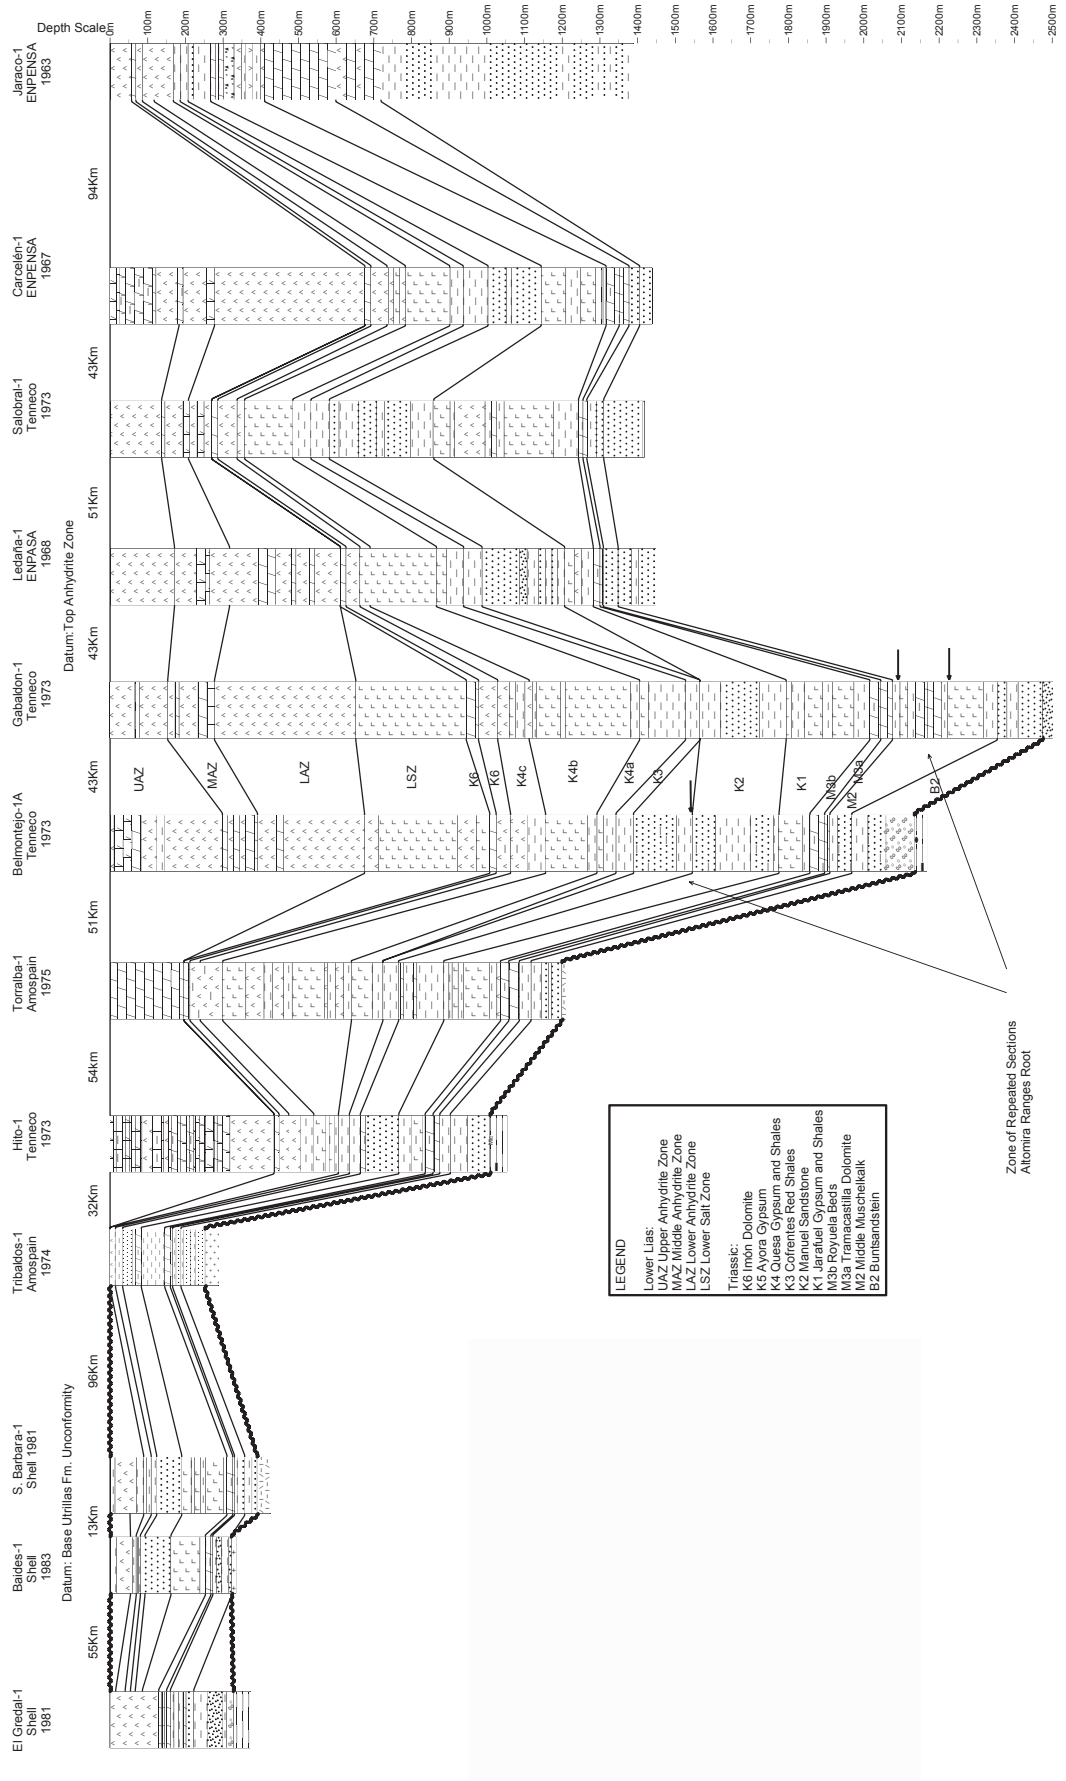 Depth Scale
0m
100m
200m
300m
400m
500m
600m
700m
800m
900m
1000m
1100m
1200m
1300m
1400m
1500m
1600m
1700m
1800m
1900m
2000m
2100m
2200m
2300m
2400m
2500m
El Gredal-1
Shell
1981
55Km
Baides-1
Shell
1983
13Km
S. Barbara-1
Shell 1981
96Km
Tribaldos-1
Amospain
1974
32Km
Hito-1
Tenneco
1973
54km
Torralba-1
Amospain
1975
51Km
Belmontejo-1A
Tenneco
1973
43Km
Gabaldon-1
Tenneco
1973
43Km
Ledaña-1
ENPASA
1968
51Km
Salobral-1
Tenneco
1973
43Km
Carcelén-1
ENPENSA
1967
94Km
Jaraco-1
ENPENSA
1963
Datum: Base Utrillas Fm. Unconformity
Datum:Top Anhydrite Zone
UAZ
MAZ
LAZ
LSZ
K6
K6
K4c
K4b
K4a
K3
K2
K1
M3b
M2
M3a
B2
LEGEND
Lower Lias:
UAZ Upper Anhydrite Zone
MAZ Middle Anhydrite Zone
LAZ Lower Anhydrite Zone
LSZ Lower Salt Zone
Triassic:
K6 Imón Dolomite
K5 Ayora Gypsum
K4 Quesa Gypsum and Shales
K3 Cofrentes Red Shales
K2 Manuel Sandstone
K1 Jarafuel Gypsum and Shales
M3b Royuela Beds
M3a Tramacastilla Dolomite
M2 Middle Muschelkalk
B2 Buntsandstein
Zone of Repeated Sections
Altomira Ranges Root